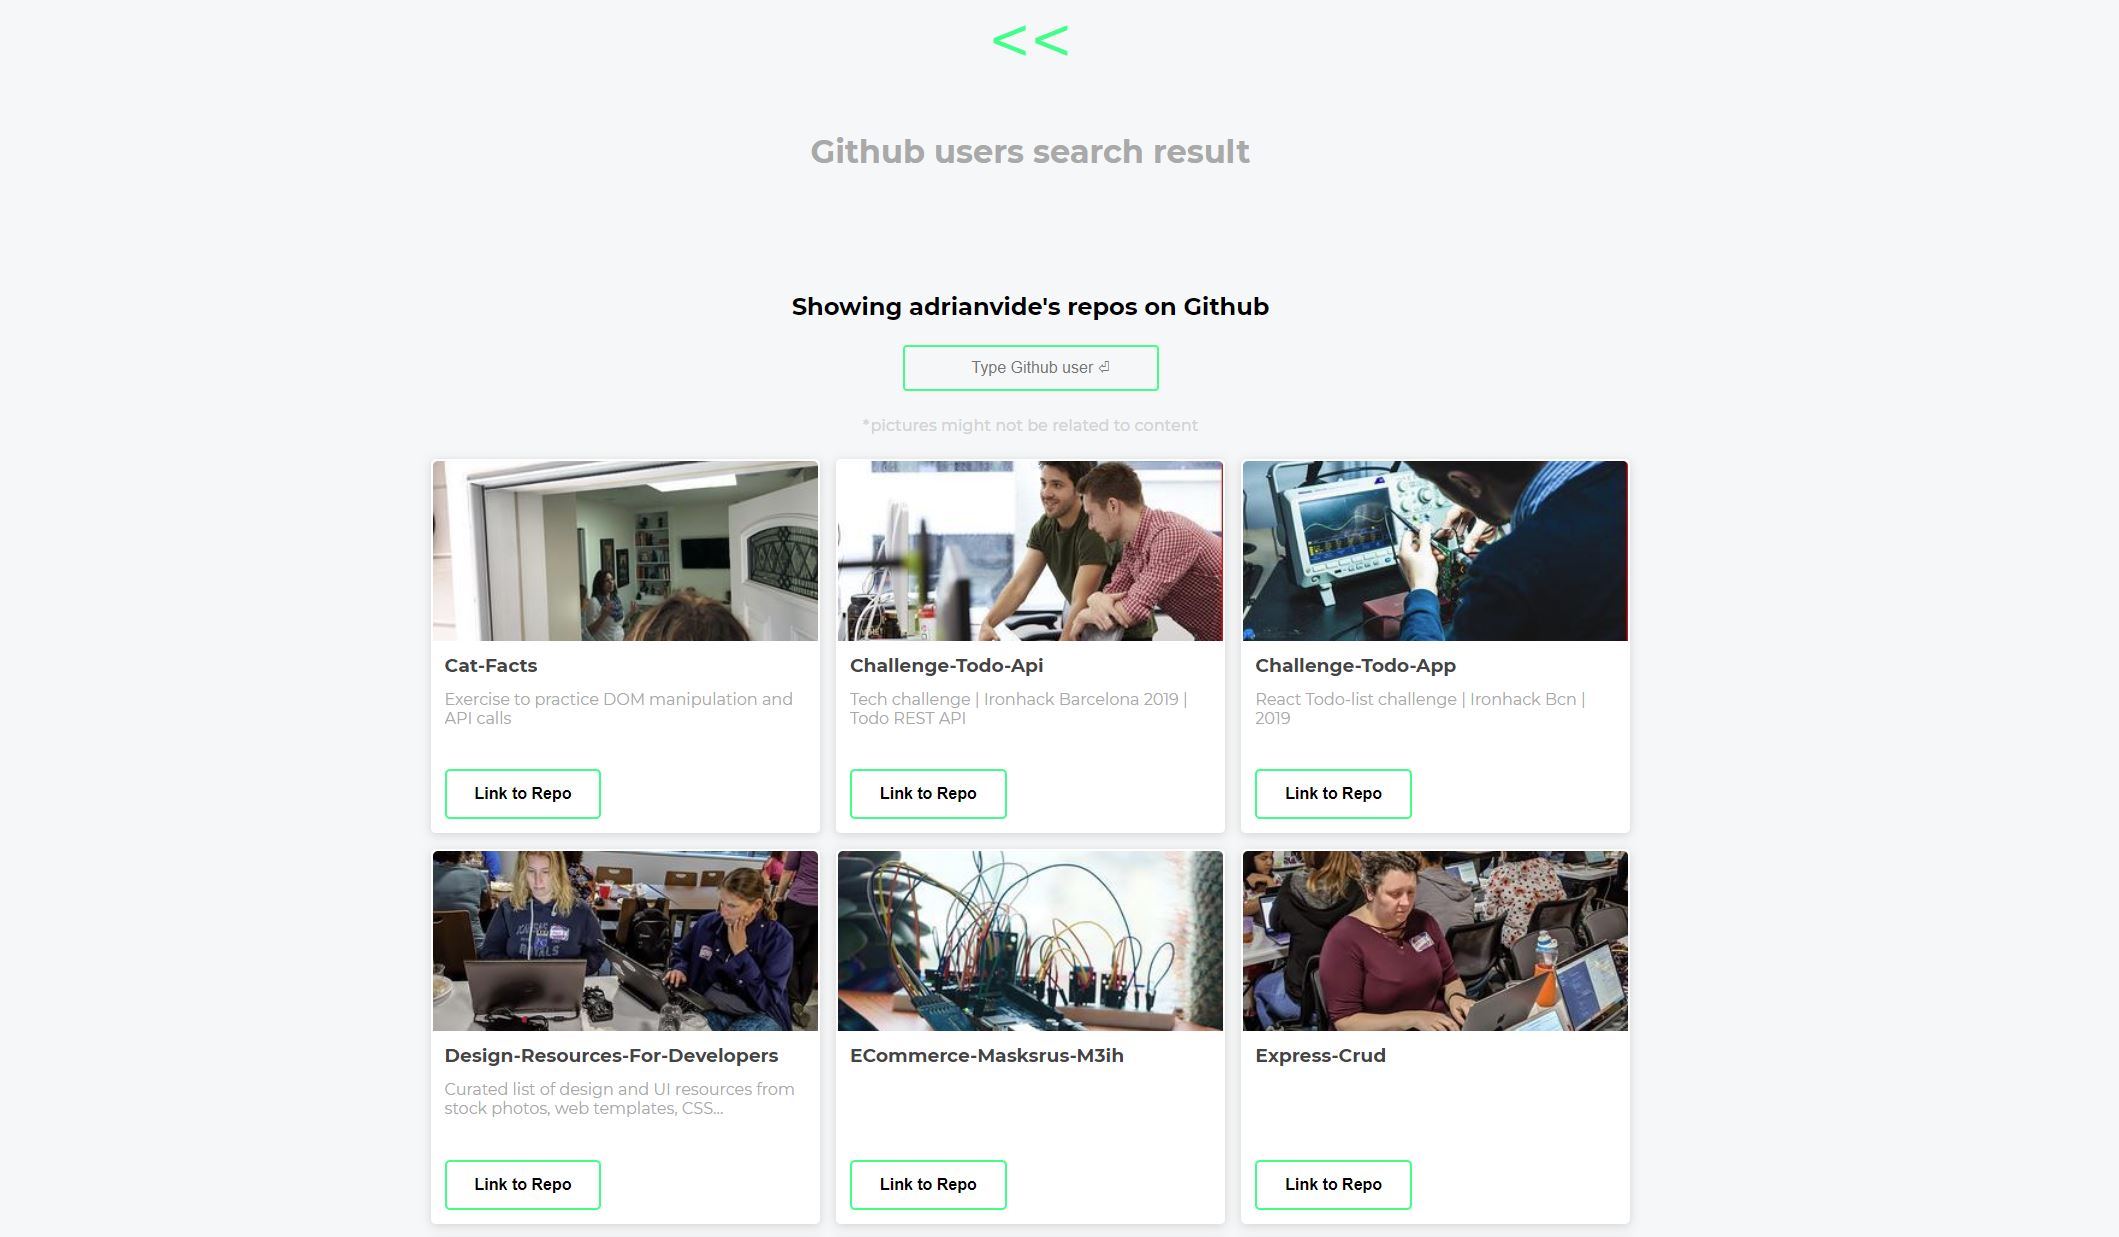 <<
Github users search result
Showing adrianvide's repos on Github
Type Github user ⏎
*pictures might not be related to content
Cat-Facts
Exercise to practice DOM manipulation and
API calls
Link to Repo
Challenge-Todo-Api
Tech challenge | Ironhack Barcelona 2019 |
Todo REST API
Link to Repo
Challenge-Todo-App
React Todo-list challenge | Ironhack Bcn |
2019
Link to Repo
Design-Resources-For-Developers
Curated list of design and UI resources from
stock photos, web templates, CSS...
Link to Repo
ECommerce-Masksrus-M3ih
Link to Repo
Express-Crud
Link to Repo